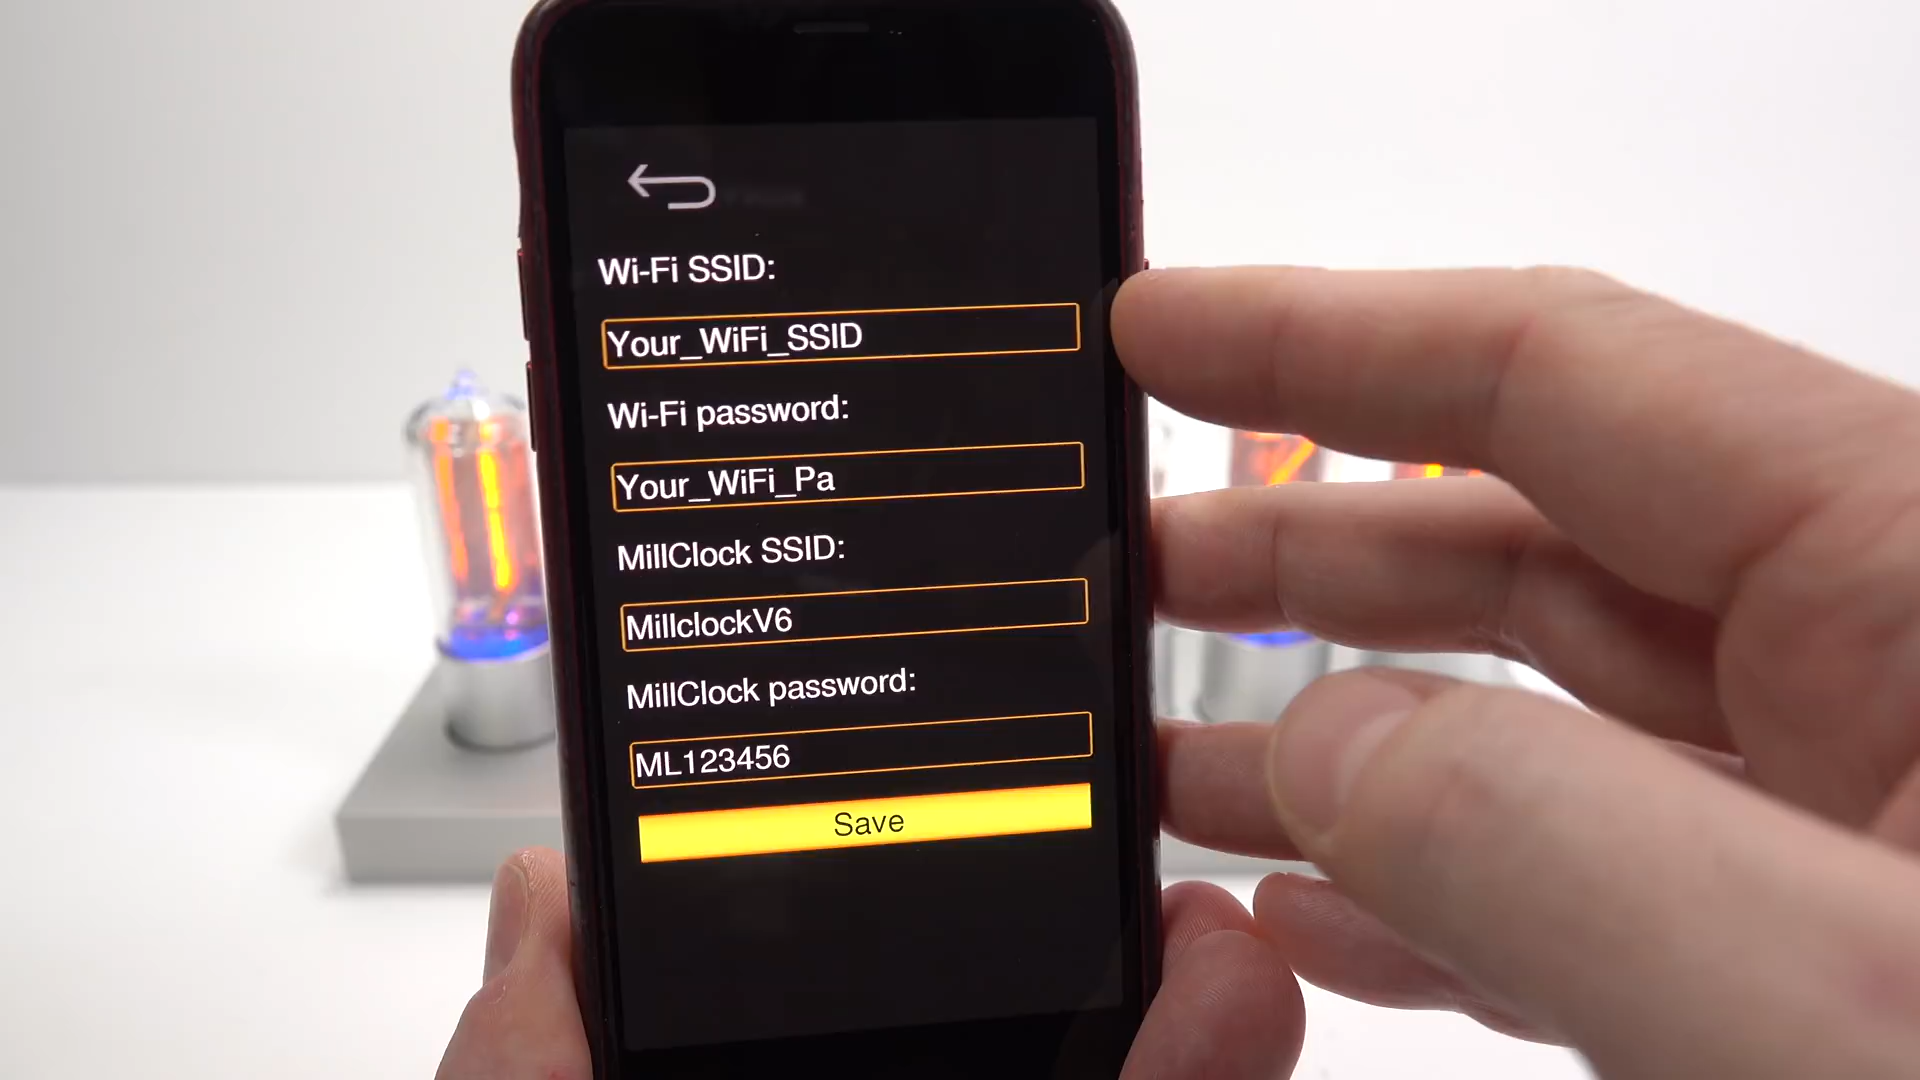 Wi-Fi SSID:
Your_WiFi_SSID
Wi-Fi password:
Your_WiFi_Pa
MillClock SSID:
MillclockV6
MillClock password:
ML123456
Save